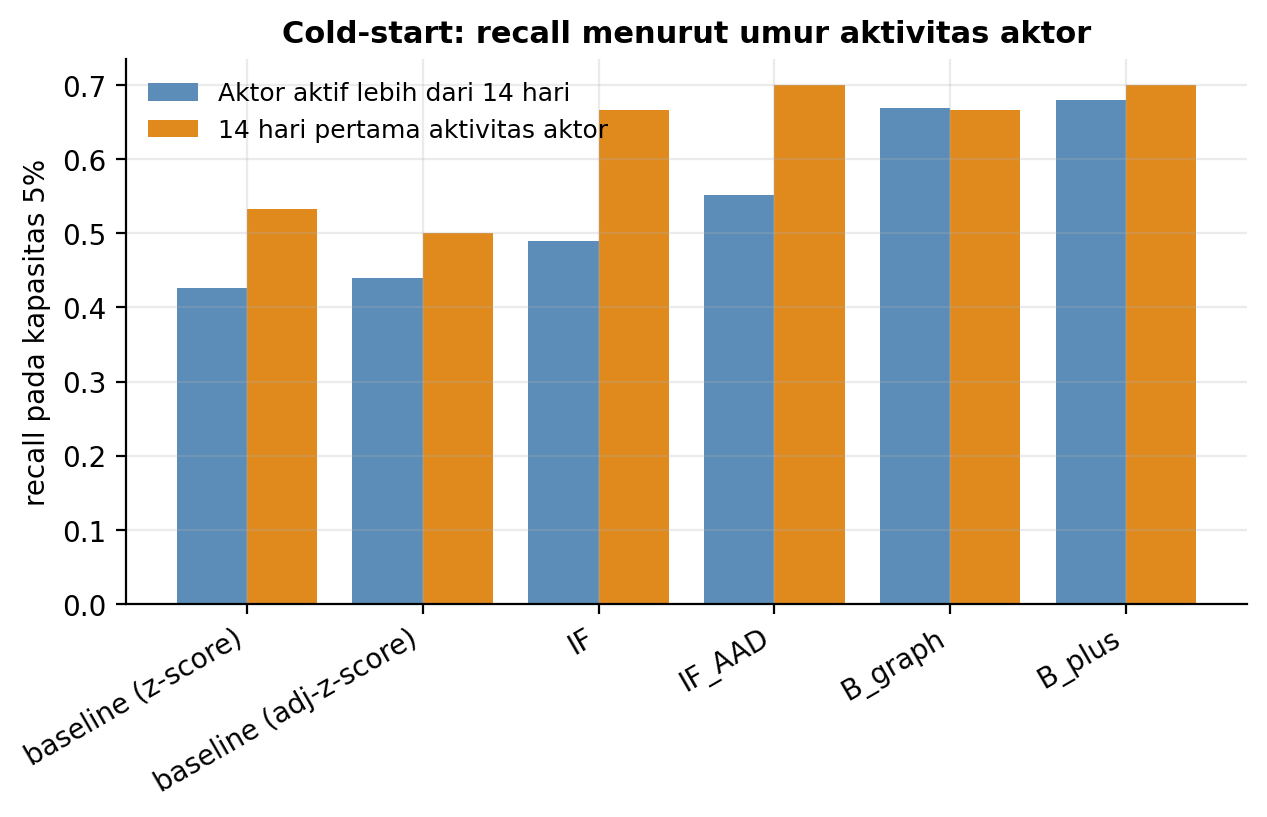 Cold-start: recall menurut umur aktivitas aktor
Aktor aktif lebih dari 14 hari
14 hari pertama aktivitas aktor
recall pada kapasitas 5%
0.7
0.6
0.5
0.4
0.3
0.2
0.1
0.0
baseline (z-score)
baseline (adj-z-score)
IF
IF_AAD
B_graph
B_plus